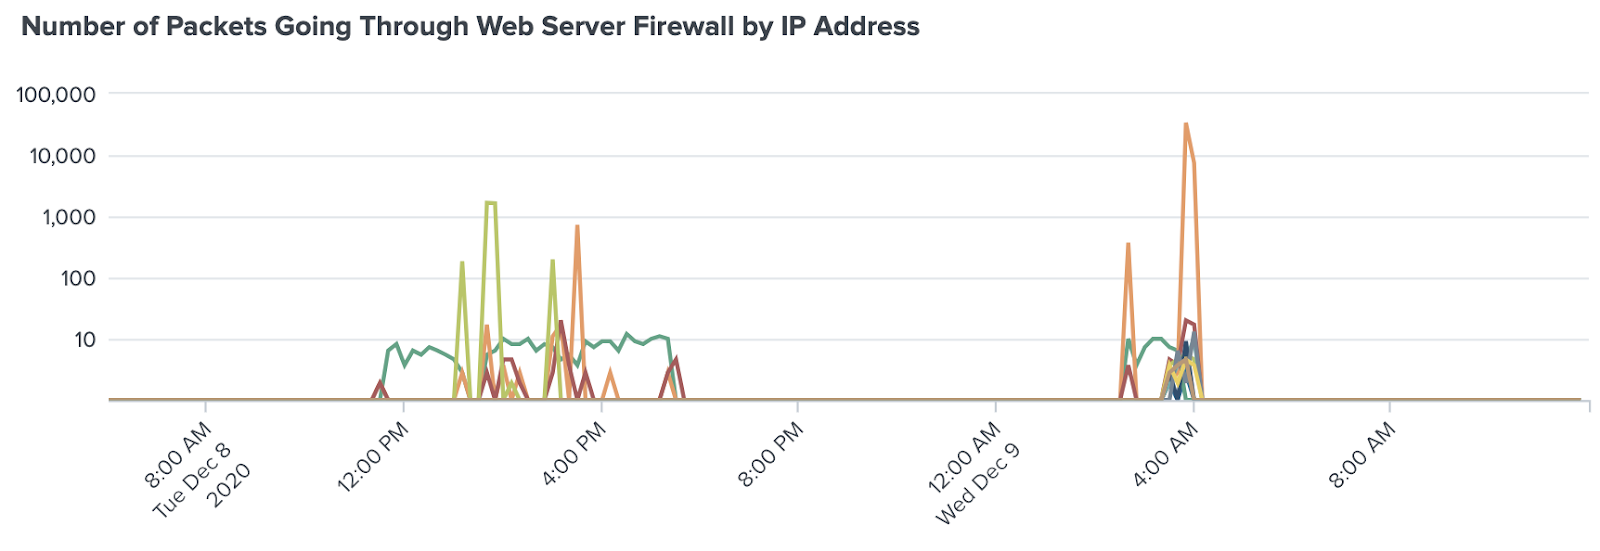 Number of Packets Going Through Web Server Firewall by IP Address
100,000
10,000
1,000
100
10
8:00 AM
Tue Dec 8
2020
12:00 PM
4:00 PM
8:00 PM
12:00 AM
Wed Dec 9
4:00 AM
8:00 AM